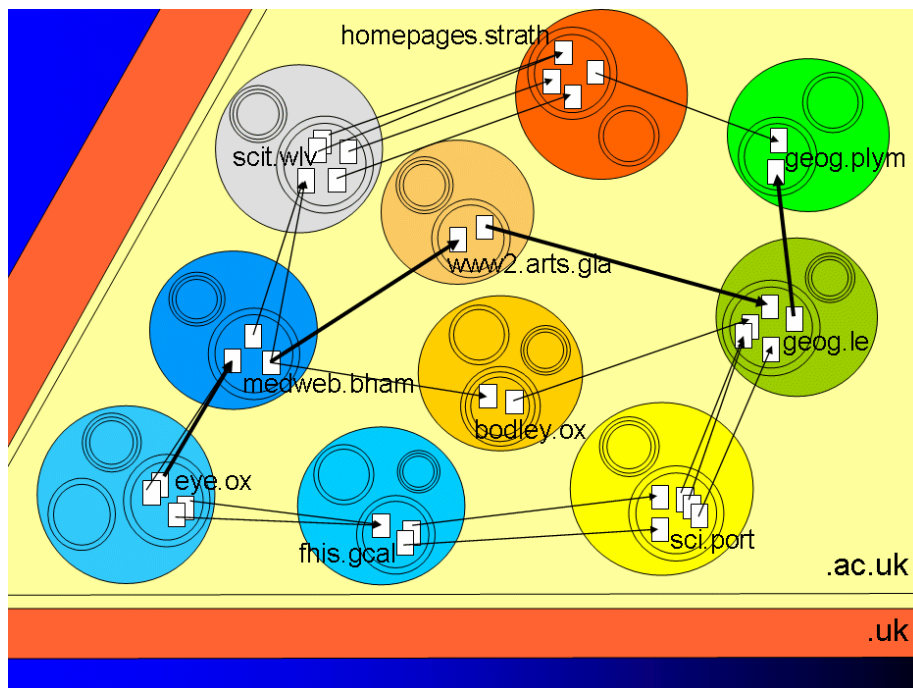 homepages.strath
scit.wlv
geog.plym
www2.arts.gla
geog.le
medweb.bham
bodley.ox
eye.ox
fhis.gcal
sci.port
.ac.uk
.uk